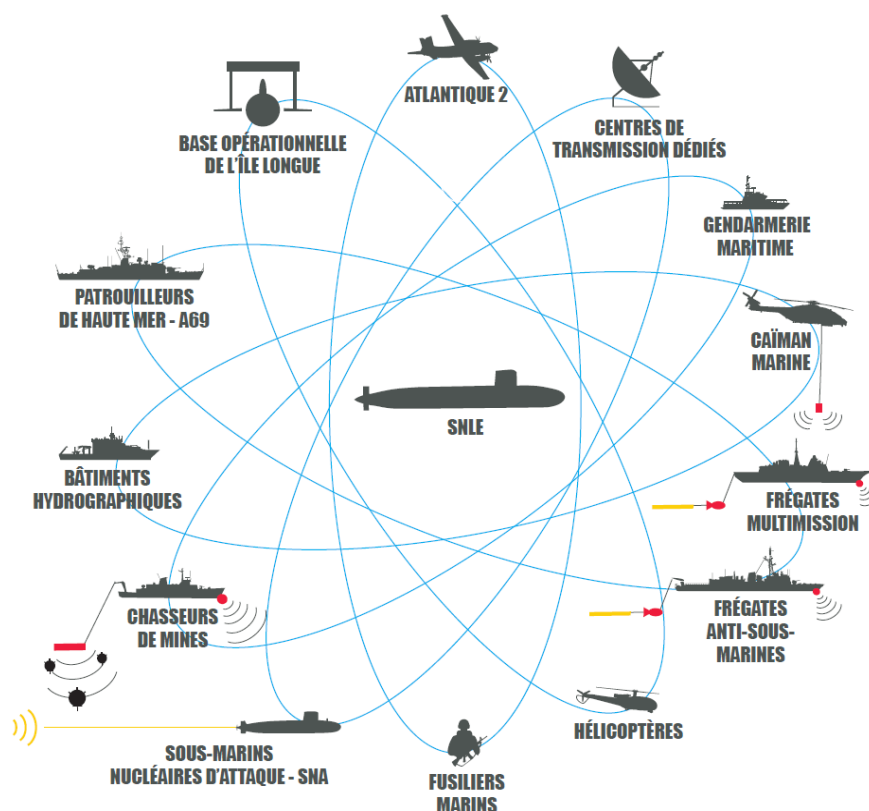 ATLANTIQUE 2
BASE OPÉRATIONNELLE
DE L'ÎLE LONGUE
CENTRES DE
TRANSMISSION DÉDIÉS
GENDARMERIE
MARITIME
PATROUILLEURS
DE HAUTE MER - A69
CAÏMAN
MARINE
SNLE
BÂTIMENTS
HYDROGRAPHIQUES
FRÉGATES
MULTIMISSION
CHASSEURS
DE MINES
FRÉGATES
ANTI-SOUS-
MARINES
HÉLICOPTÈRES
SOUS-MARINS
NUCLÉAIRES D'ATTAQUE - SNA
FUSILIERS
MARINS